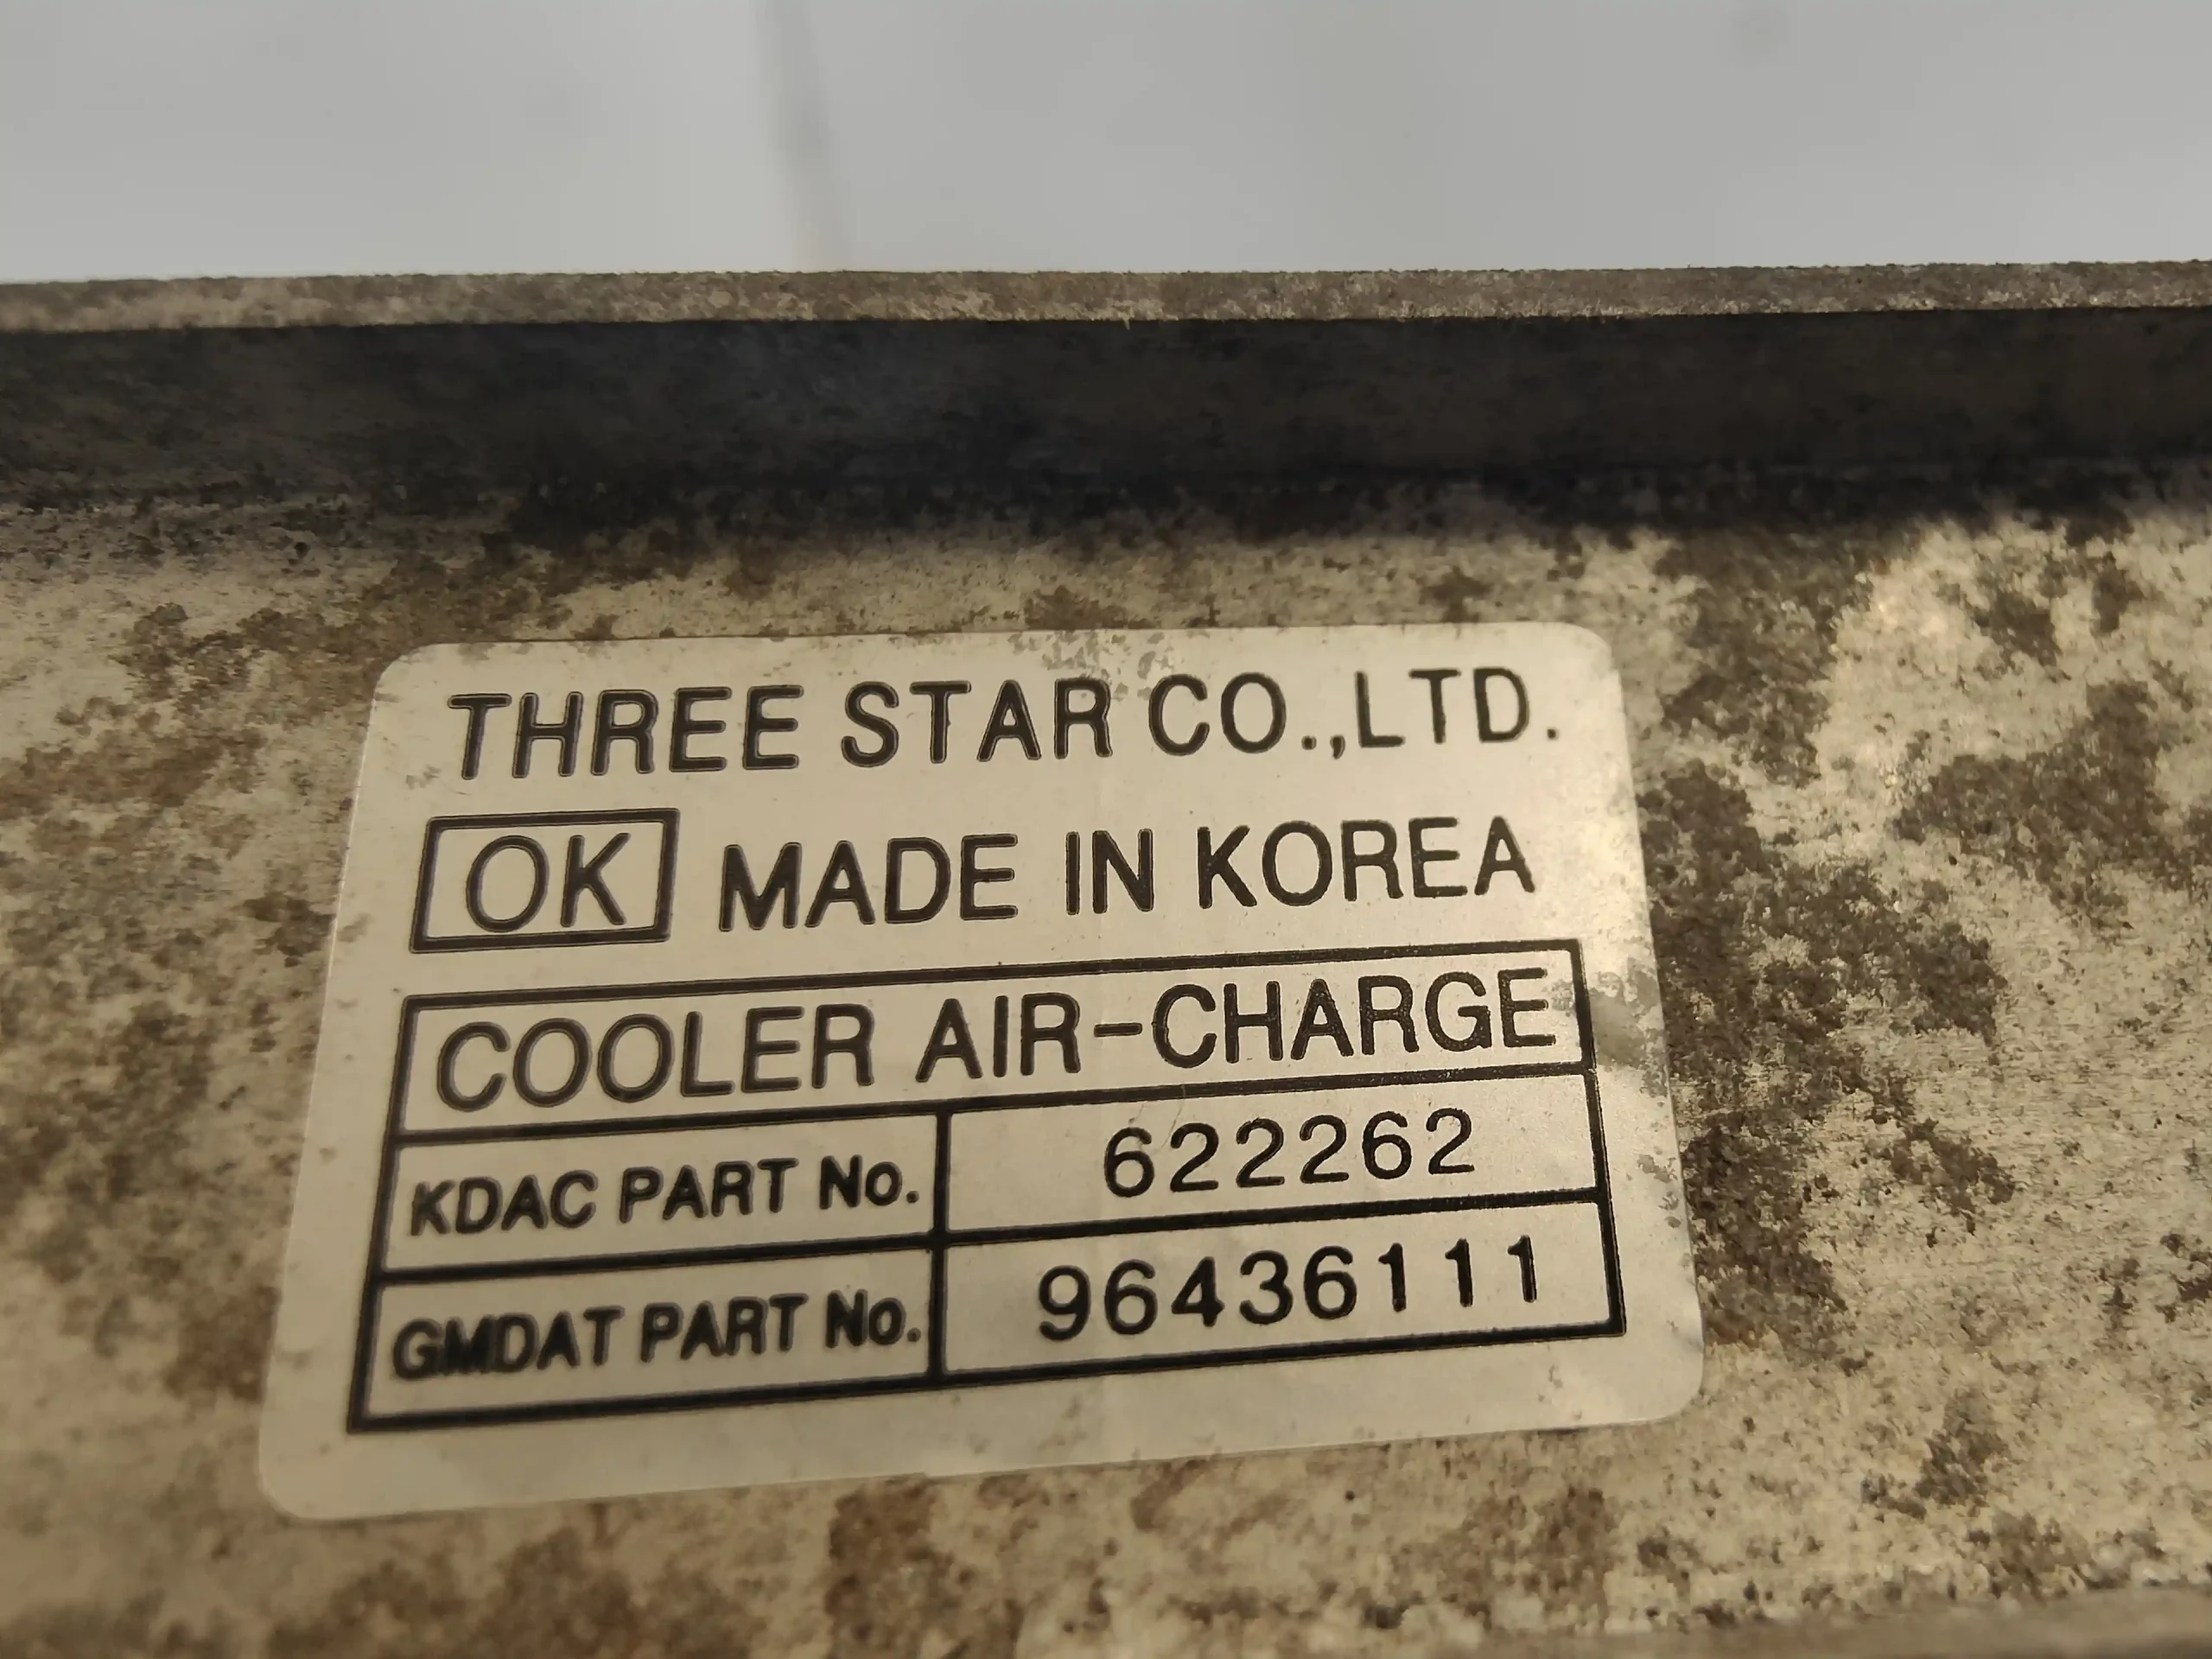 THREE STAR CO.,LTD.
OK MADE IN KOREA
COOLER AIR-CHARGE
KDAC PART No. 622262
GMDAT PART No. 96436111